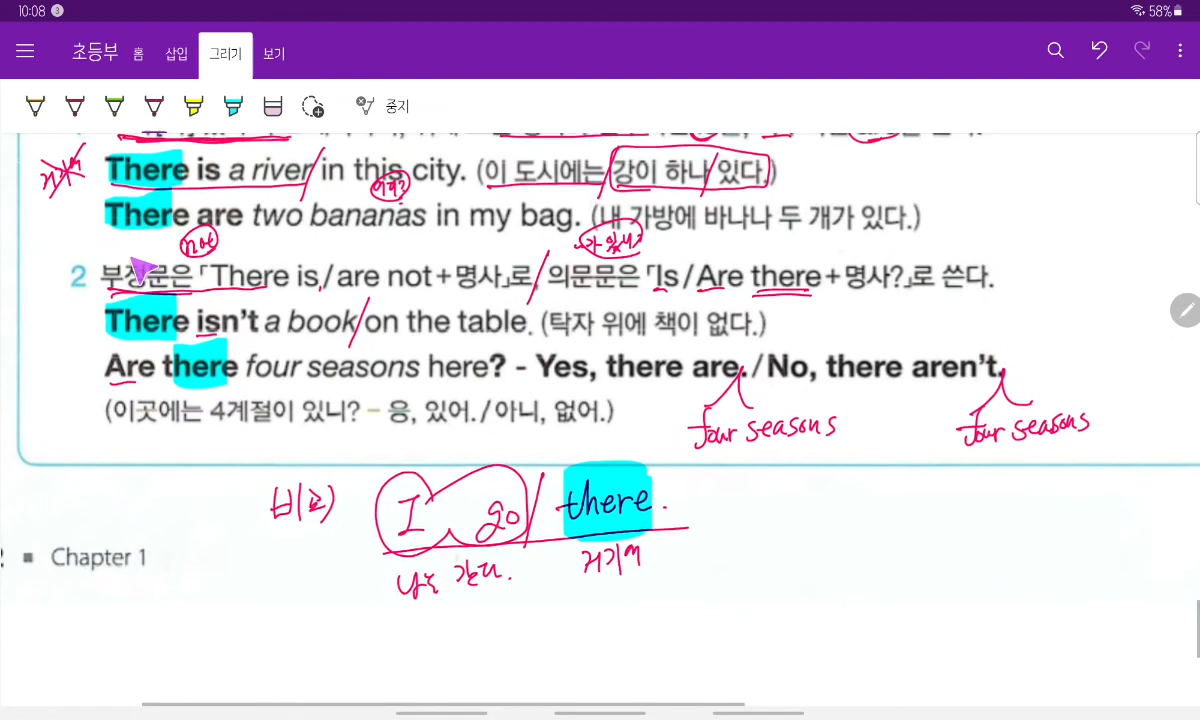 10:08 3 58%
초등부 홈 삽입 그리기 보기
중지
거기에 There is a river in this city. (이 도시에는 강이 하나 있다.)
어디?
There are two bananas in my bag. (내 가방에 바나나 두 개가 있다.)
not
2 부정문은 「There is/are not+명사」로, 의문문은 「Is/Are there+명사?」로 쓴다.
There isn't a book on the table. (탁자 위에 책이 없다.)
Are there four seasons here? - Yes, there are. / No, there aren't.
(이곳에는 4계절이 있니? – 응, 있어. / 아니, 없어.)
four seasons four seasons
비교) I go / there.
나는 간다. 거기에
Chapter 1